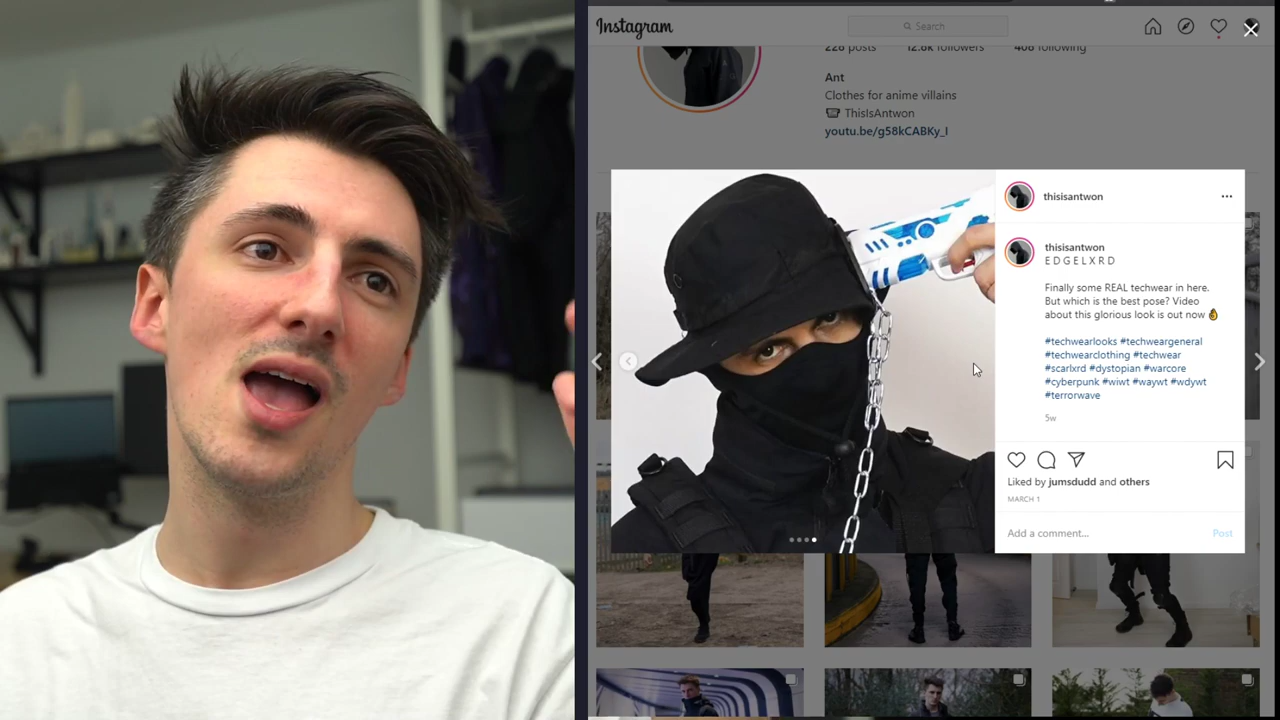 Instagram
Search
228 posts 12.8k followers 408 following
Ant
Clothes for anime villains
ThisIsAntwon
youtu.be/g58kCABKy_I
thisisantwon
thisisantwon
E D G E L X R D
Finally some REAL techwear in here.
But which is the best pose? Video
about this glorious look is out now
#techwearlooks #techweargeneral
#techwearclothing #techwear
#scarlxrd #dystopian #warcore
#cyberpunk #wiwt #waywt #wdywt
#terrorwave
5w
Liked by jumsdudd and others
MARCH 1
Add a comment...
Post